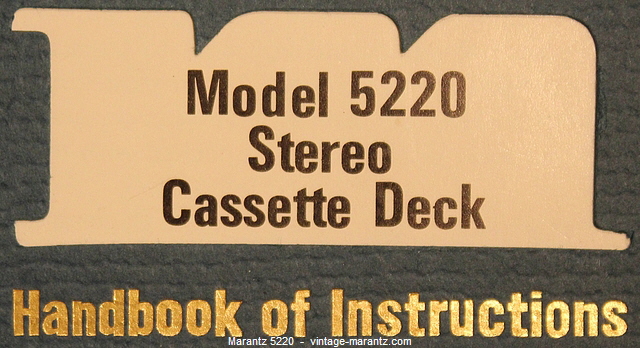 Model 5220
Stereo
Cassette Deck
Handbook of Instructions
Marantz 5220 - vintage-marantz.com